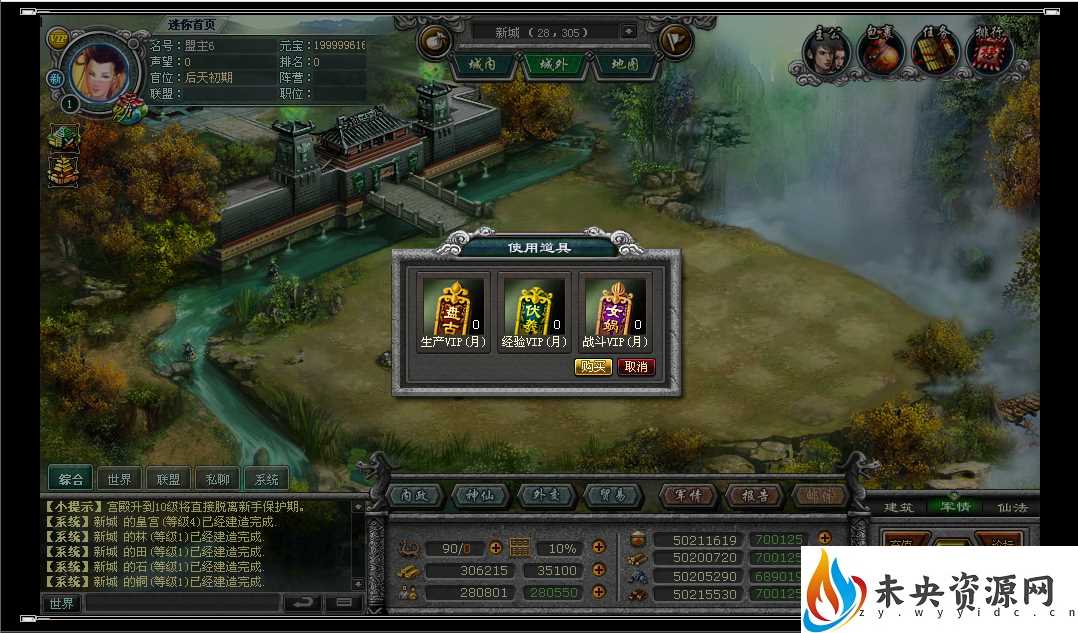 迷你首页
VIP
名号：盟主6
元宝：199999616
声望：0
排名：0
官位：后天初期
阵营：
联盟：
职位：
新
1
新城（28，305）
城内
城外
地图
主公
包裹
任务
排行
使用道具
盘古
0
伏羲
0
女娲
0
生产VIP(月)
经验VIP(月)
战斗VIP(月)
购买
取消
综合
世界
联盟
私聊
系统
【小提示】宫殿升到10级将直接脱离新手保护期。
【系统】新城 的皇宫(等级4)已经建造完成.
【系统】新城 的林(等级1)已经建造完成.
【系统】新城 的田(等级1)已经建造完成.
【系统】新城 的石(等级1)已经建造完成.
【系统】新城 的铜(等级1)已经建造完成.
世界
内政
神仙
外交
贸易
军情
报告
邮件
建筑
军情
仙法
90/0
10%
306215
35100
280801
280550
50211619
700125
50200720
700125
50205290
50215530
未央资源网
zy.wyyidc.cn